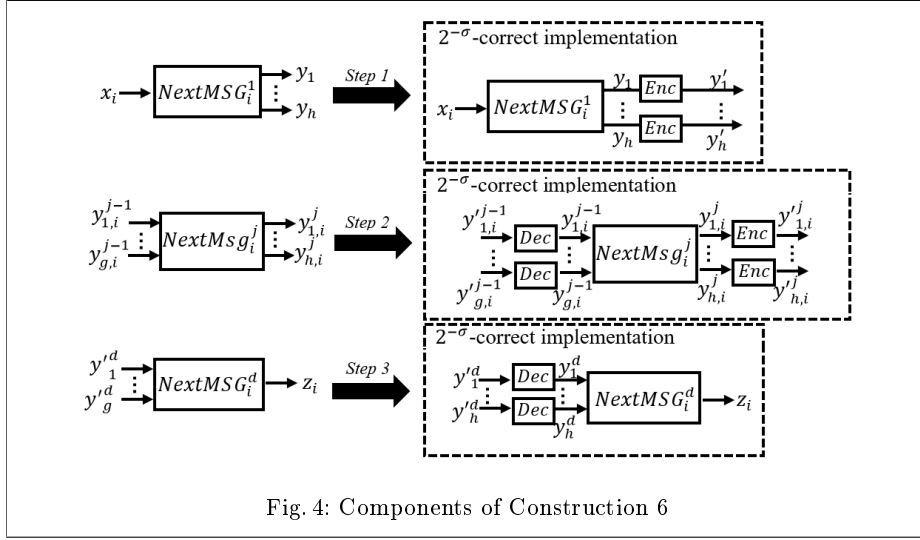 2^{-σ}-correct implementation
x_i NextMSG_i^1 y_1 ⋮ y_h Step 1 x_i NextMSG_i^1 y_1 Enc y'_1 ⋮ ⋮ y_h Enc y'_h
2^{-σ}-correct implementation
y_{1,i}^{j-1} ⋮ y_{g,i}^{j-1} NextMsg_i^j y_{1,i}^j ⋮ y_{h,i}^j Step 2 y'^{j-1}_{1,i} Dec y_{1,i}^{j-1} ⋮ ⋮ y'^{j-1}_{g,i} Dec y_{g,i}^{j-1} NextMsg_i^j y_{1,i}^j Enc y'^j_{1,i} ⋮ ⋮ y_{h,i}^j Enc y'^j_{h,i}
2^{-σ}-correct implementation
y'^d_1 ⋮ y'^d_g NextMSG_i^d z_i Step 3 y'^d_1 Dec y_1^d ⋮ ⋮ y'^d_h Dec y_h^d NextMSG_i^d z_i
Fig. 4: Components of Construction 6